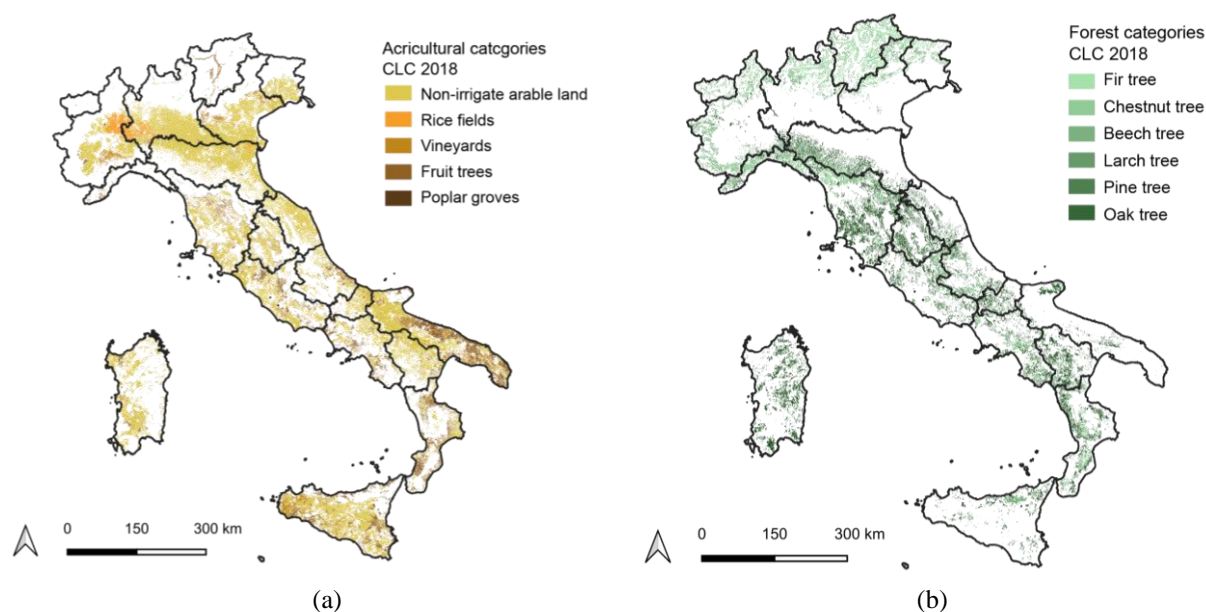 Acricultural catcgories
CLC 2018
Non-irrigate arable land
Rice fields
Vineyards
Fruit trees
Poplar groves
0 150 300 km
(a)
Forest categories
CLC 2018
Fir tree
Chestnut tree
Beech tree
Larch tree
Pine tree
Oak tree
0 150 300 km
(b)